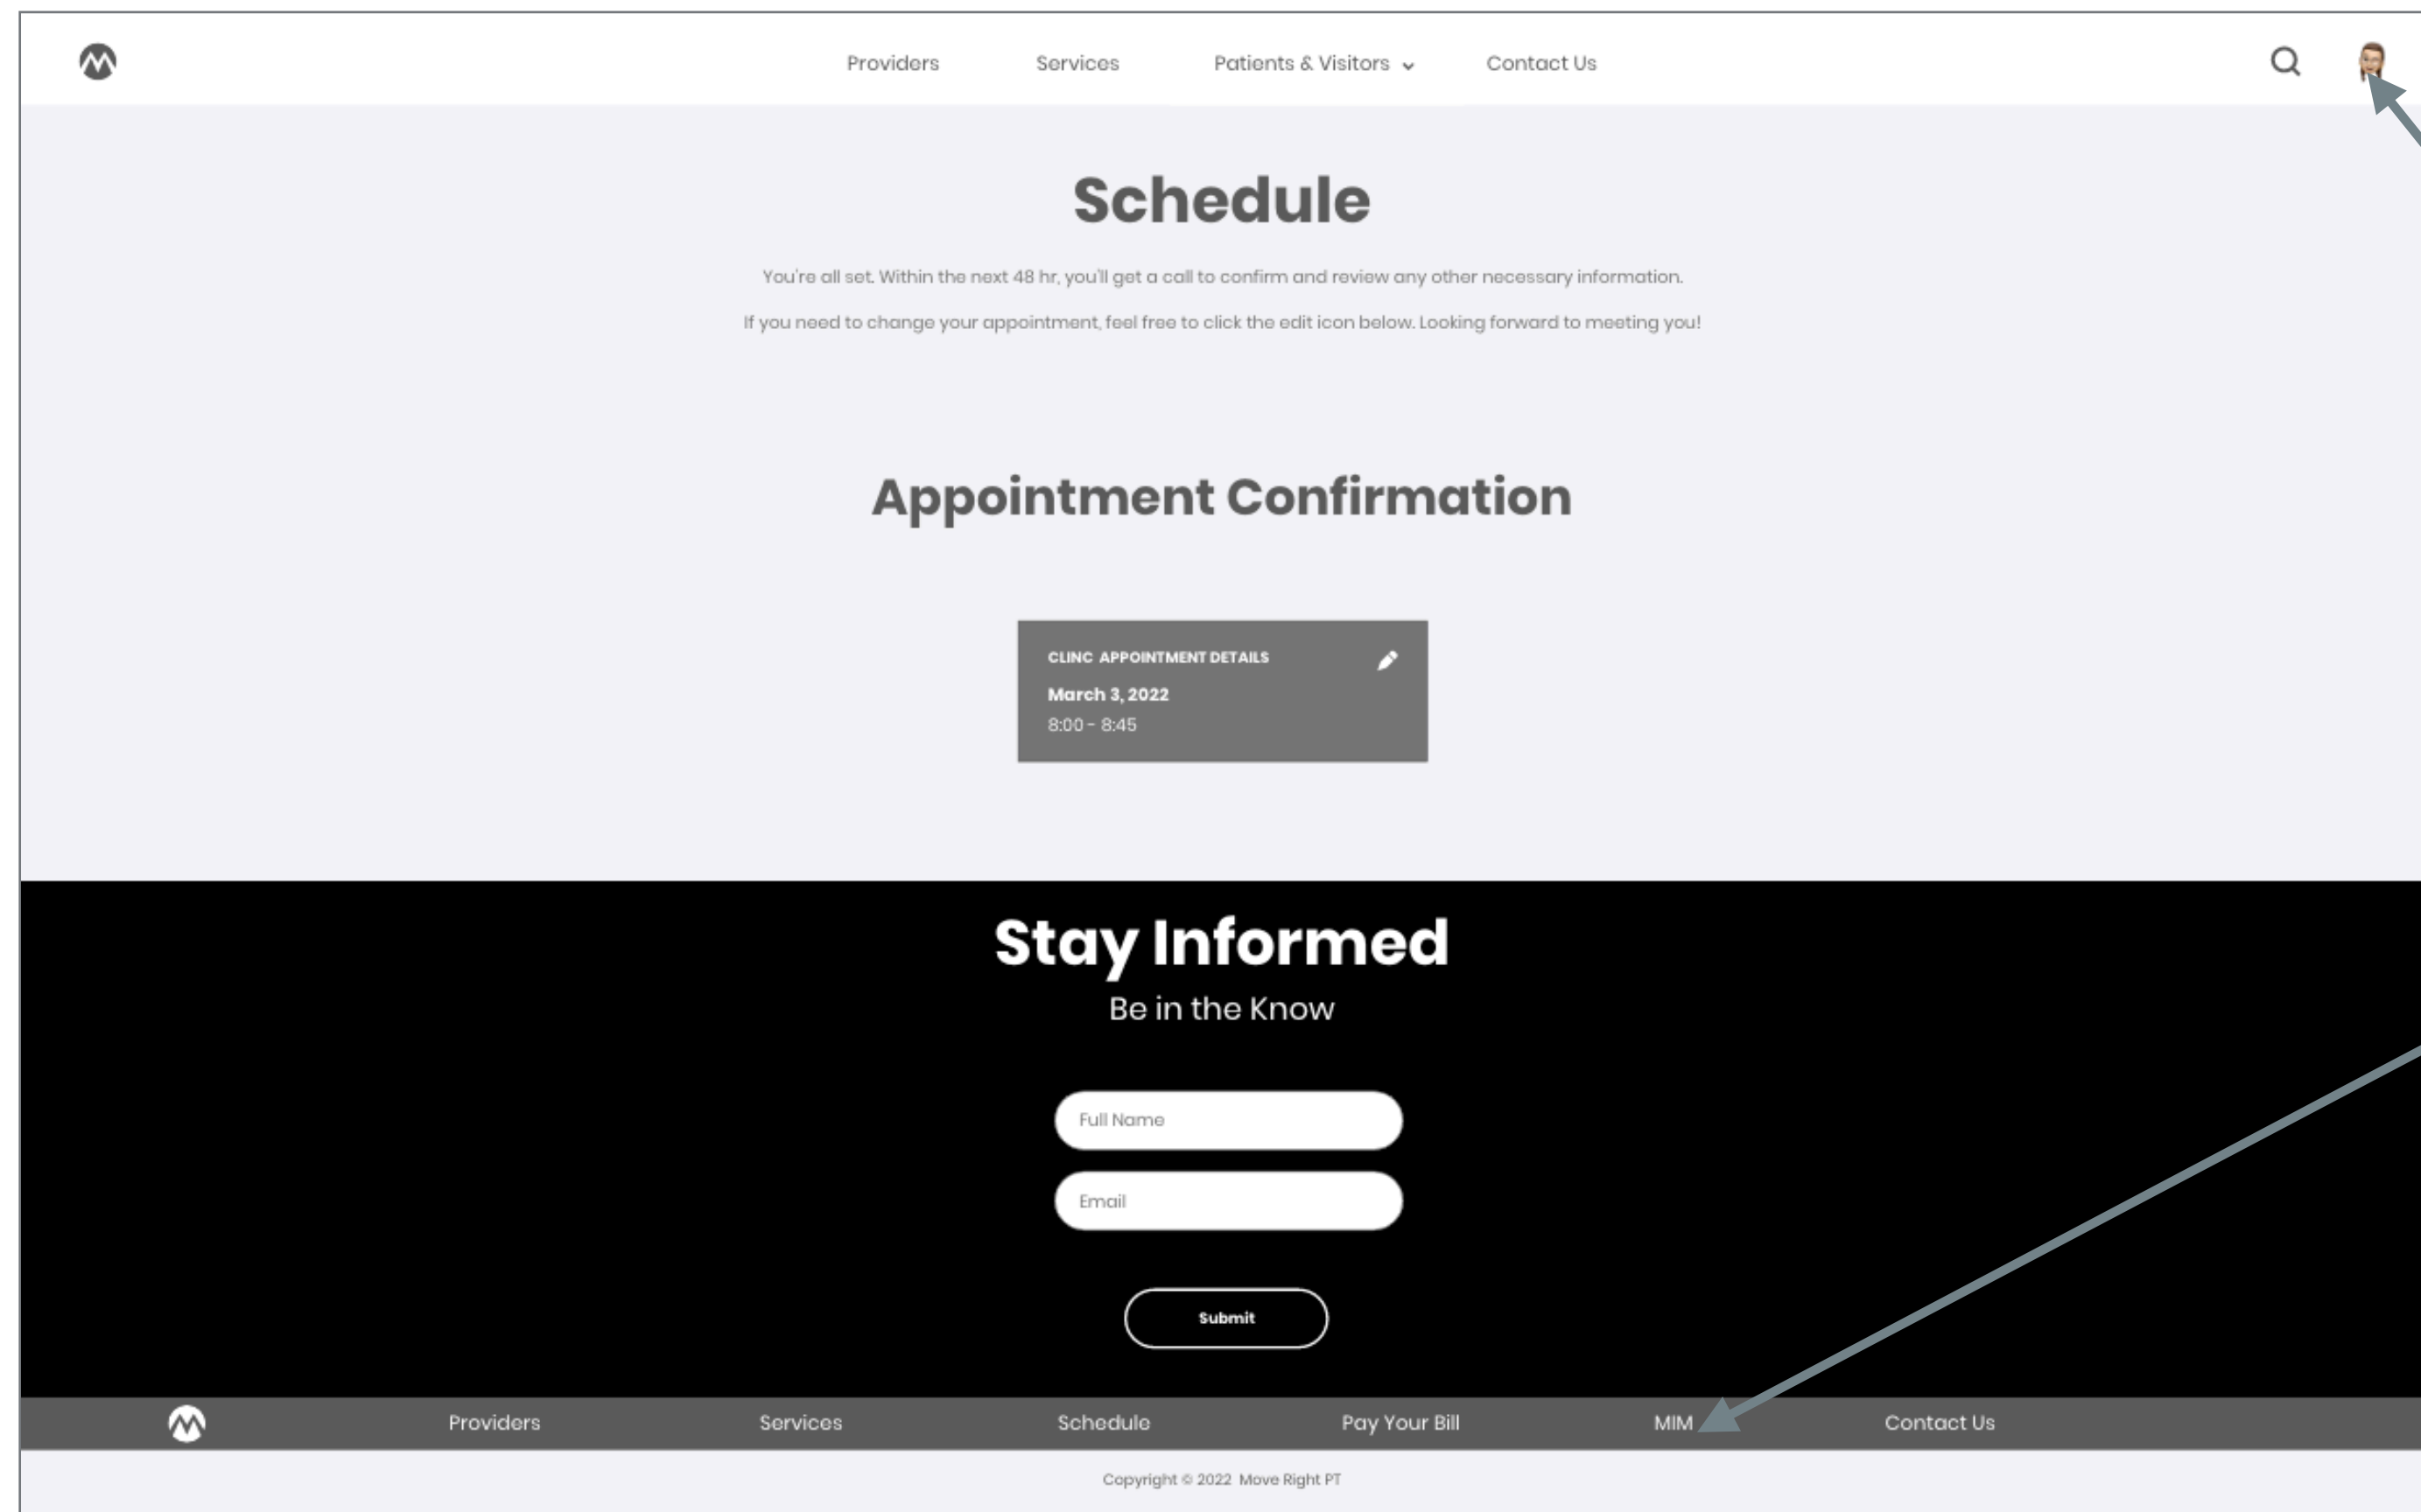 Providers
Services
Patients & Visitors
Contact Us
Schedule
You're all set. Within the next 48 hr, you'll get a call to confirm and review any other necessary information.
If you need to change your appointment, feel free to click the edit icon below. Looking forward to meeting you!
Appointment Confirmation
CLINC APPOINTMENT DETAILS
March 3, 2022
8:00 - 8:45
Stay Informed
Be in the Know
Full Name
Email
Submit
Providers
Services
Schedule
Pay Your Bill
MIM
Contact Us
Copyright © 2022 Move Right PT